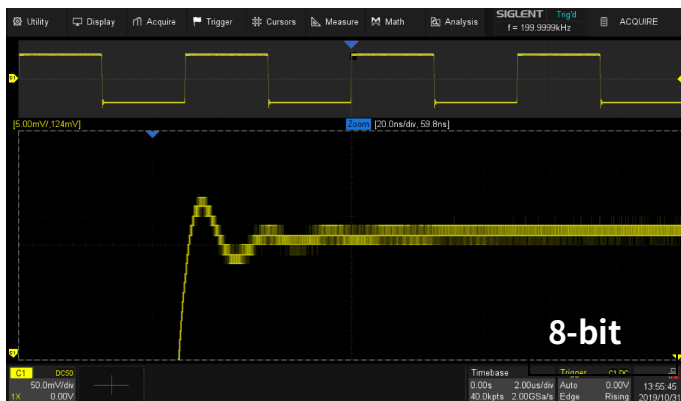 Utility Display Acquire Trigger Cursors Measure Math Analysis SIGLENT Trig'd ACQUIRE
f = 199.9999kHz
[5.00mV/,124mV] Zoom [20.0ns/div, 59.8ns]
8-bit
C1 DC50
50.0mV/div
1X 0.00V
Timebase
0.00s 2.00us/div
40.0kpts 2.00GSa/s
Trigger C1 DC
Auto 0.00V
Edge Rising
13:55:45
2019/10/31